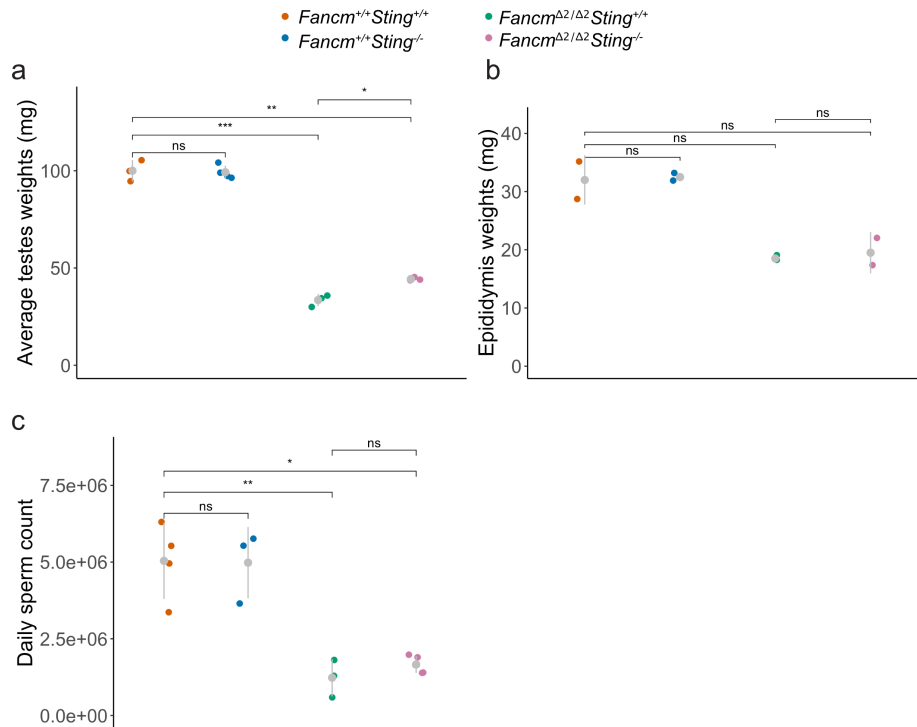 Fancm+/+Sting+/+
FancmΔ2/Δ2Sting+/+
Fancm+/+Sting-/-
FancmΔ2/Δ2Sting-/-
a
Average testes weights (mg)
100
50
0
*
**
***
ns
b
Epididymis weights (mg)
40
30
20
10
0
ns
ns
ns
ns
c
Daily sperm count
7.5e+06
5.0e+06
2.5e+06
0.0e+00
ns
*
**
ns